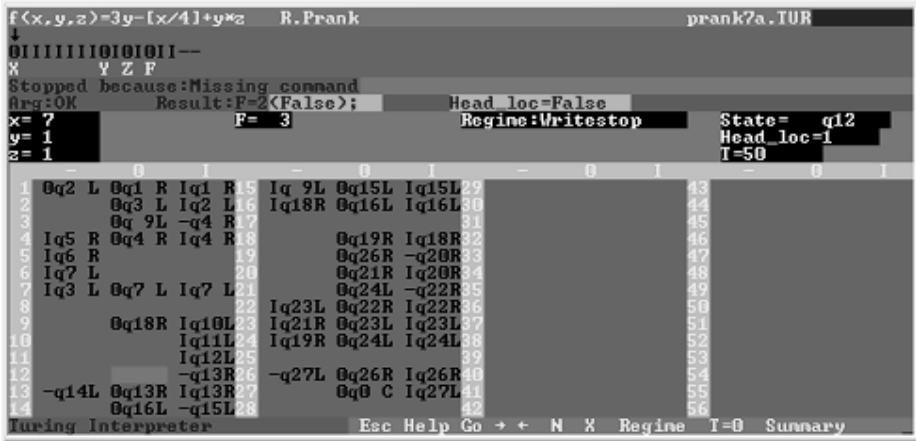 f(x,y,z)=3y-[x/4]+y*z R.Prank prank7a.TUR
↓
0IIIIIII0I0I0II--
X Y Z F
Stopped because:Missing command
Arg:OK Result:F=2(False); Head_loc=False
x= 7 F= 3 Regime:Writestop State= q12
y= 1 Head_loc=1
z= 1 T=50
- 0 I - 0 I - 0 I - 0 I
1 0q2 L 0q1 R Iq1 R 15 Iq 9L 0q15L Iq15L 29 43
2 0q3 L Iq2 L 16 Iq18R 0q16L Iq16L 30 44
3 0q 9L -q4 R 17 31 45
4 Iq5 R 0q4 R Iq4 R 18 0q19R Iq18R 32 46
5 Iq6 R 19 0q26R -q20R 33 47
6 Iq7 L 20 0q21R Iq20R 34 48
7 Iq3 L 0q7 L Iq7 L 21 0q24L -q22R 35 49
8 22 Iq23L 0q22R Iq22R 36 50
9 0q18R Iq10L 23 Iq21R 0q23L Iq23L 37 51
10 Iq11L 24 Iq19R 0q24L Iq24L 38 52
11 Iq12L 25 39 53
12 -q13R 26 -q27L 0q26R Iq26R 40 54
13 -q14L 0q13R Iq13R 27 0q0 C Iq27L 41 55
14 0q16L -q15L 28 42 56
Turing Interpreter Esc Help Go → ← N X Regime T=0 Summary